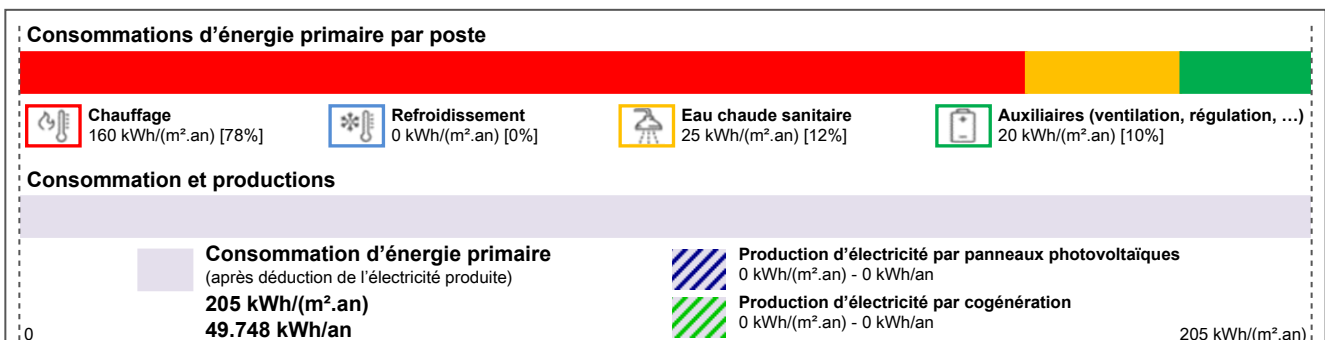 Consommations d'énergie primaire par poste
Chauffage
160 kWh/(m².an) [78%]
Refroidissement
0 kWh/(m².an) [0%]
Eau chaude sanitaire
25 kWh/(m².an) [12%]
Auxiliaires (ventilation, régulation, …)
20 kWh/(m².an) [10%]
Consommation et productions
Consommation d'énergie primaire
(après déduction de l'électricité produite)
205 kWh/(m².an)
49.748 kWh/an
Production d'électricité par panneaux photovoltaïques
0 kWh/(m².an) - 0 kWh/an
Production d'électricité par cogénération
0 kWh/(m².an) - 0 kWh/an
0
205 kWh/(m².an)